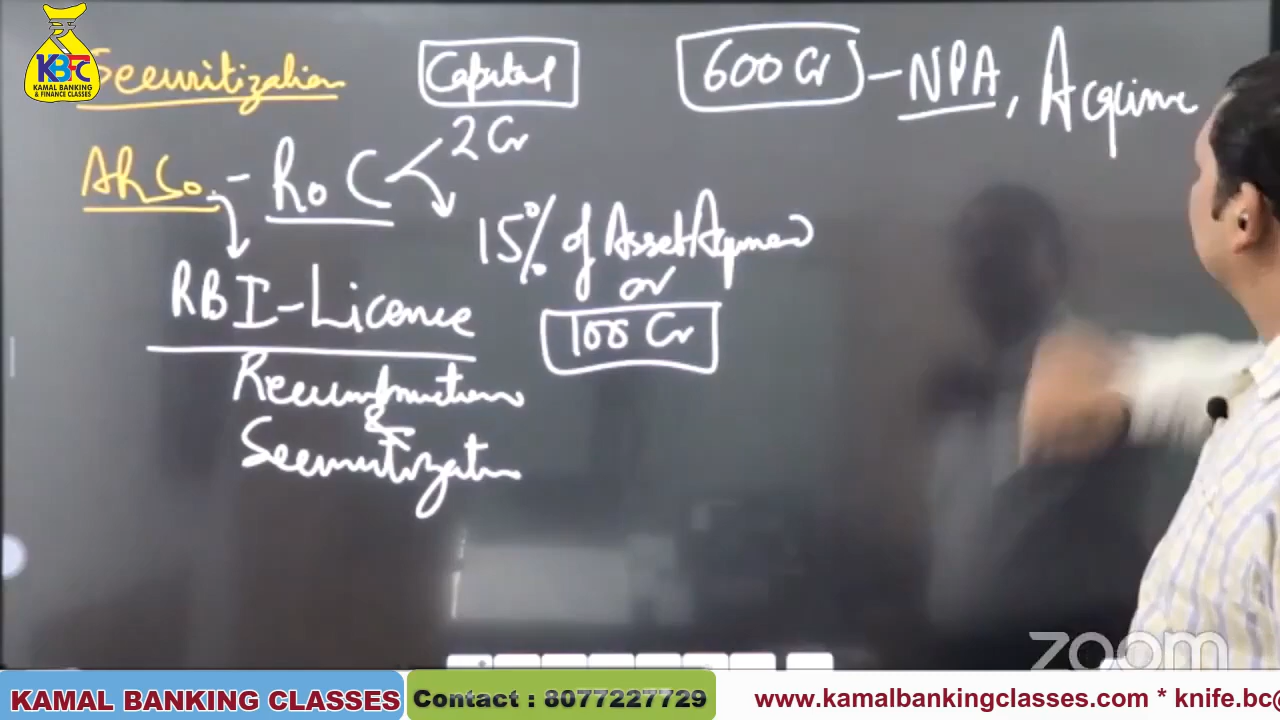 KBFC
KAMAL BANKING
& FINANCE CLASSES
Securitization
Capital
600 Cr - NPA, Acquire
2 Cr
ARCo - RoC
15% of Asset Acquired
or
100 Cr
RBI-Licence
Reconstruction
&
Securitization
zoom
KAMAL BANKING CLASSES
Contact : 8077227729
www.kamalbankingclasses.com * knife.bc@